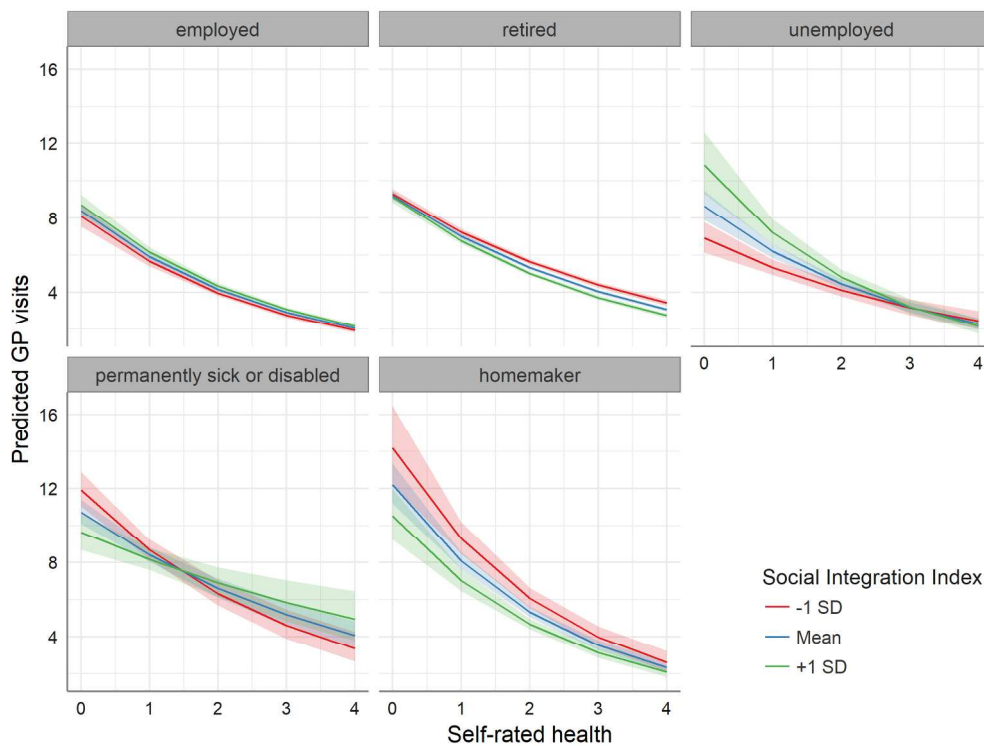 employed
retired
unemployed
16
12
8
4
0 1 2 3 4
permanently sick or disabled
homemaker
16
12
8
4
0 1 2 3 4
0 1 2 3 4
Predicted GP visits
Self-rated health
Social Integration Index
-1 SD
Mean
+1 SD